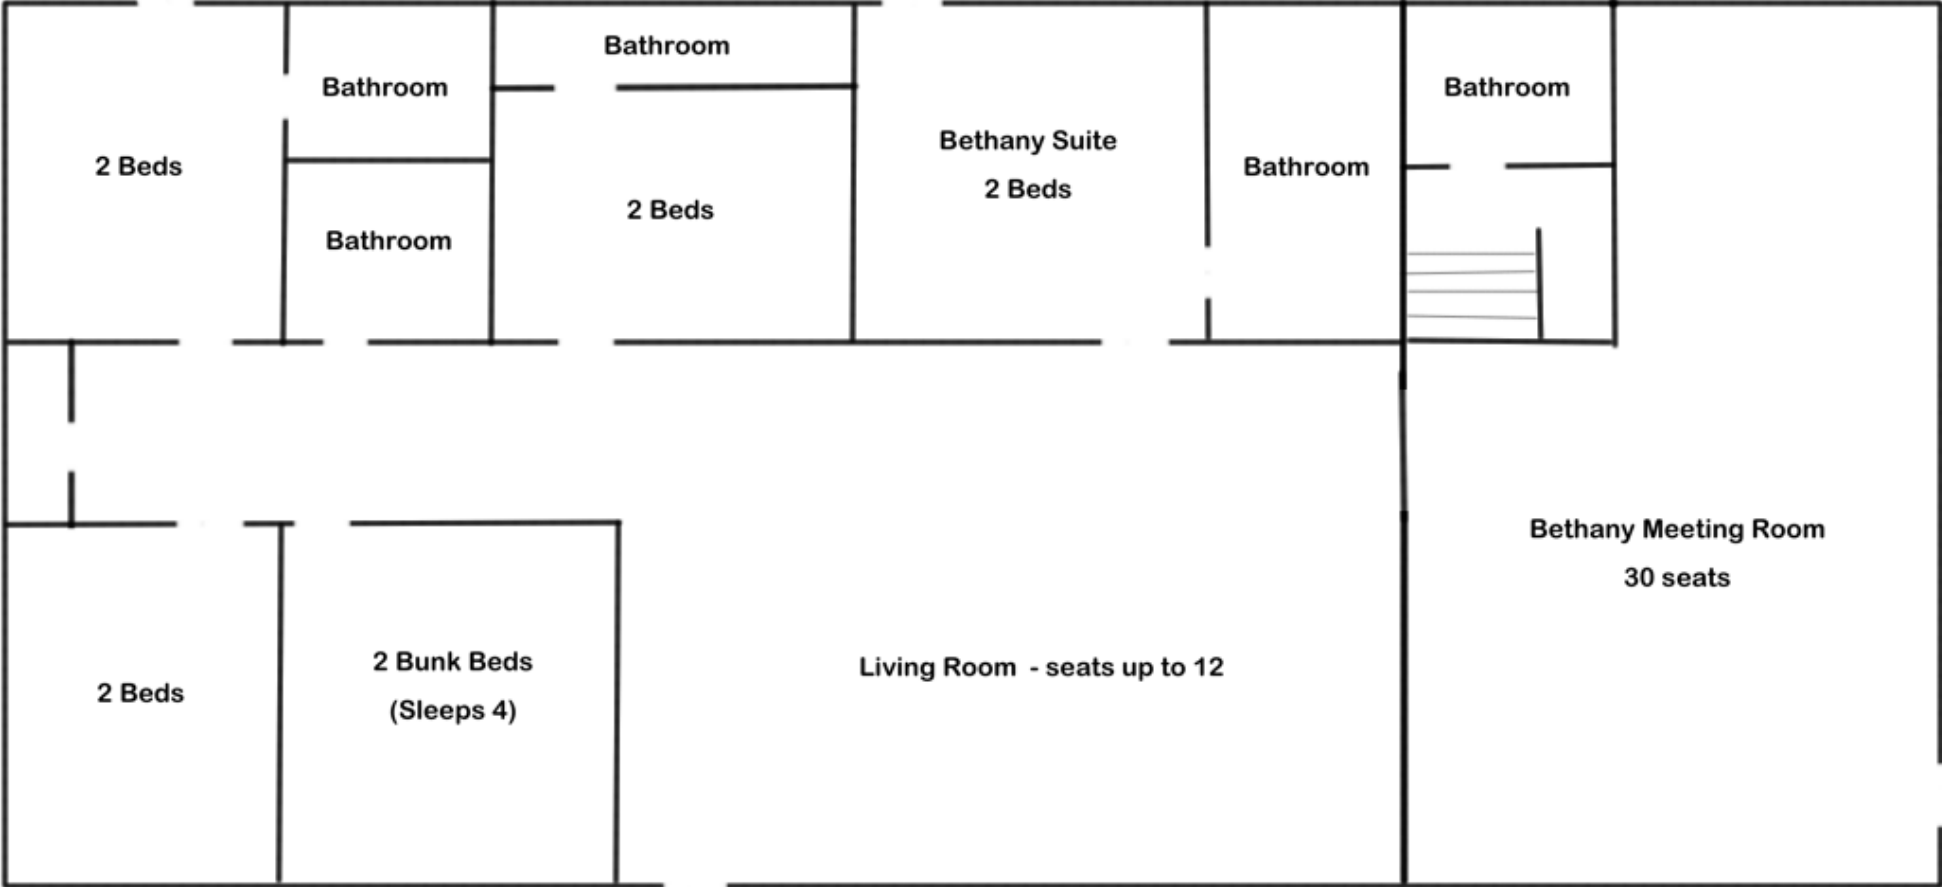 Bathroom
Bathroom
Bathroom
2 Beds
Bethany Suite
2 Beds
Bathroom
2 Beds
Bathroom
Bethany Meeting Room
30 seats
2 Bunk Beds
(Sleeps 4)
Living Room - seats up to 12
2 Beds